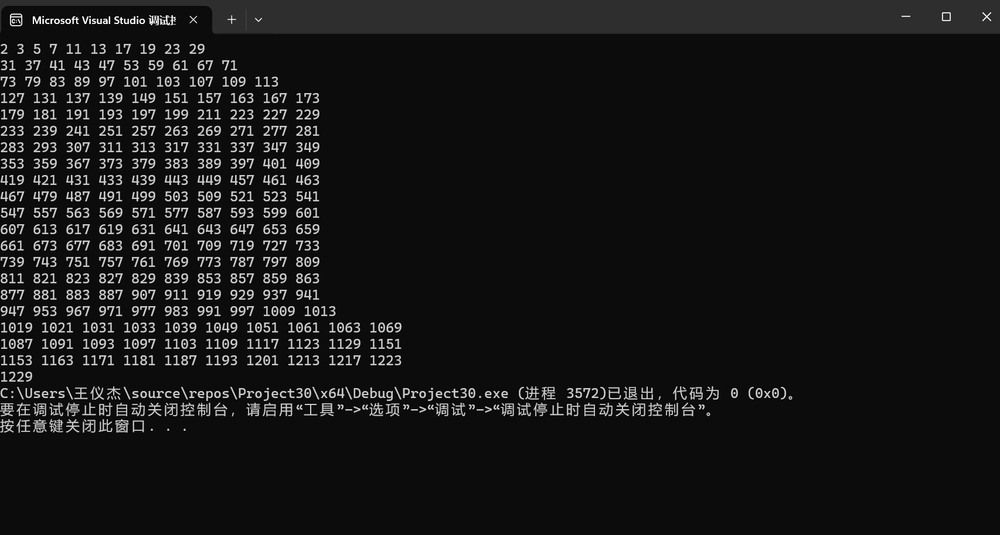 Microsoft Visual Studio 调试
2 3 5 7 11 13 17 19 23 29
31 37 41 43 47 53 59 61 67 71
73 79 83 89 97 101 103 107 109 113
127 131 137 139 149 151 157 163 167 173
179 181 191 193 197 199 211 223 227 229
233 239 241 251 257 263 269 271 277 281
283 293 307 311 313 317 331 337 347 349
353 359 367 373 379 383 389 397 401 409
419 421 431 433 439 443 449 457 461 463
467 479 487 491 499 503 509 521 523 541
547 557 563 569 571 577 587 593 599 601
607 613 617 619 631 641 643 647 653 659
661 673 677 683 691 701 709 719 727 733
739 743 751 757 761 769 773 787 797 809
811 821 823 827 829 839 853 857 859 863
877 881 883 887 907 911 919 929 937 941
947 953 967 971 977 983 991 997 1009 1013
1019 1021 1031 1033 1039 1049 1051 1061 1063 1069
1087 1091 1093 1097 1103 1109 1117 1123 1129 1151
1153 1163 1171 1181 1187 1193 1201 1213 1217 1223
1229
C:\Users\王仪杰\source\repos\Project30\x64\Debug\Project30.exe (进程 3572)已退出，代码为 0 (0x0)。
要在调试停止时自动关闭控制台，请启用“工具”->“选项”->“调试”->“调试停止时自动关闭控制台”。
按任意键关闭此窗口. . .